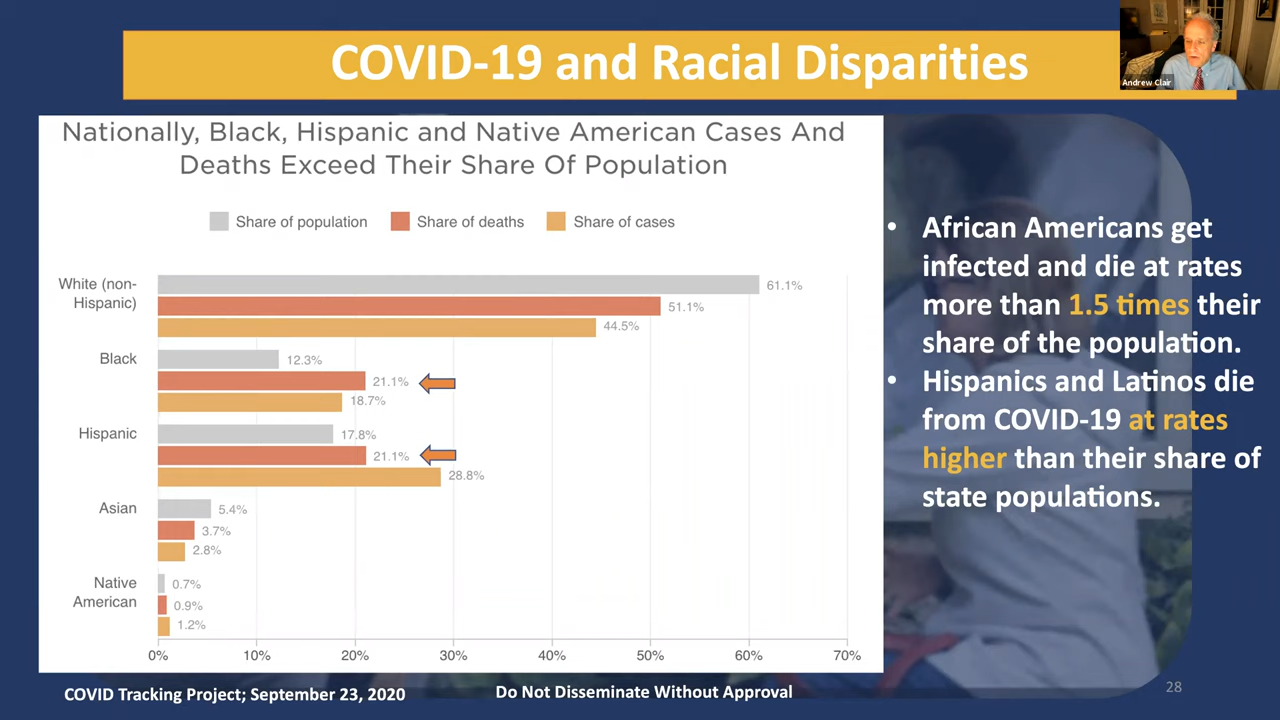 COVID-19 and Racial Disparities
Andrew Clair
Nationally, Black, Hispanic and Native American Cases And
Deaths Exceed Their Share Of Population
Share of population
Share of deaths
Share of cases
White (non-
Hispanic)
61.1%
51.1%
44.5%
Black
12.3%
21.1%
18.7%
Hispanic
17.8%
21.1%
28.8%
Asian
5.4%
3.7%
2.8%
Native
American
0.7%
0.9%
1.2%
0% 10% 20% 30% 40% 50% 60% 70%
• African Americans get
infected and die at rates
more than 1.5 times their
share of the population.
• Hispanics and Latinos die
from COVID-19 at rates
higher than their share of
state populations.
COVID Tracking Project; September 23, 2020
Do Not Disseminate Without Approval
28